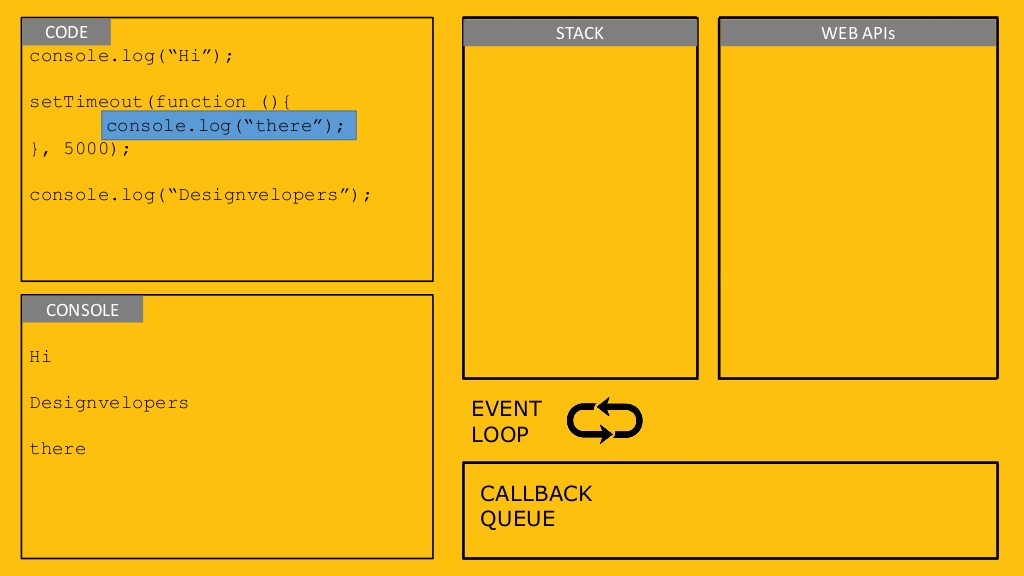 CODE
console.log(“Hi”);
setTimeout(function (){
console.log(“there”);
}, 5000);
console.log(“Designvelopers”);
CONSOLE
Hi
Designvelopers
there
STACK
WEB APIs
EVENT
LOOP
CALLBACK
QUEUE